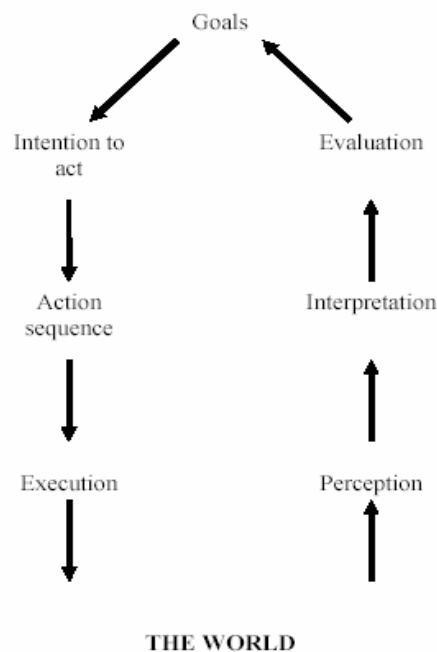 Goals
Intention to
act
Evaluation
Action
sequence
Interpretation
Execution
Perception
THE WORLD